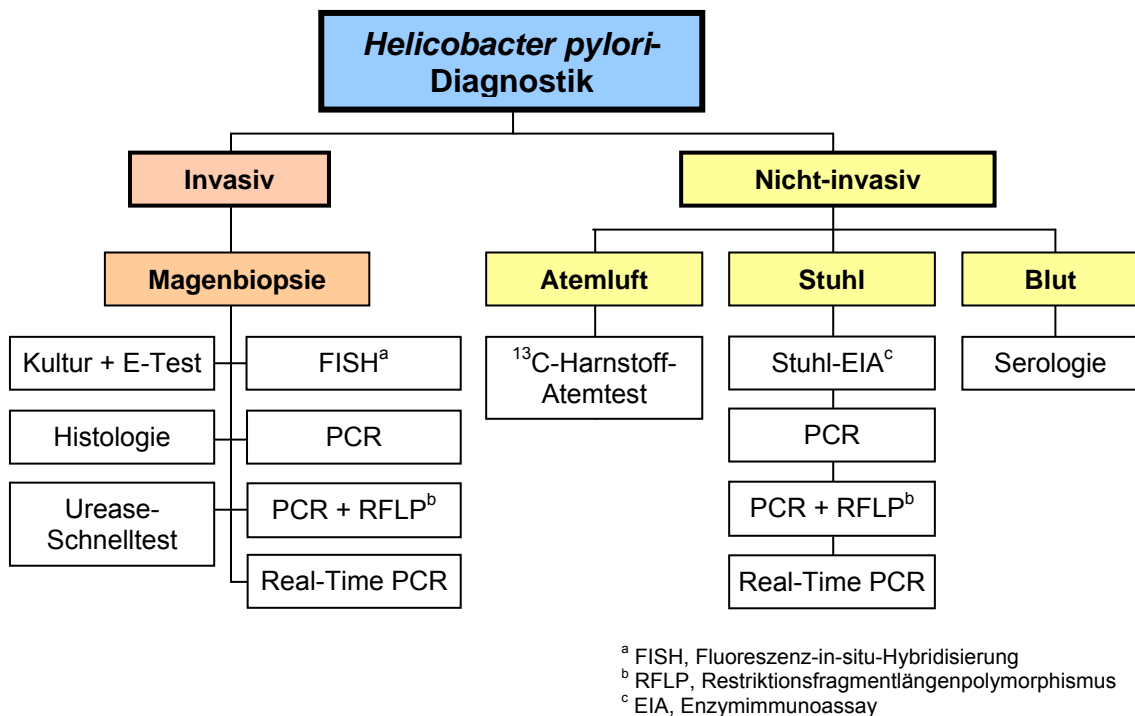 Helicobacter pylori-
Diagnostik
Invasiv
Nicht-invasiv
Magenbiopsie
Atemluft
Stuhl
Blut
Kultur + E-Test
FISHᵃ
Histologie
PCR
Urease-
Schnelltest
PCR + RFLPᵇ
Real-Time PCR
¹³C-Harnstoff-
Atemtest
Stuhl-EIAᶜ
PCR
PCR + RFLPᵇ
Real-Time PCR
Serologie
ᵃ FISH, Fluoreszenz-in-situ-Hybridisierung
ᵇ RFLP, Restriktionsfragmentlängenpolymorphismus
ᶜ EIA, Enzymimmunoassay